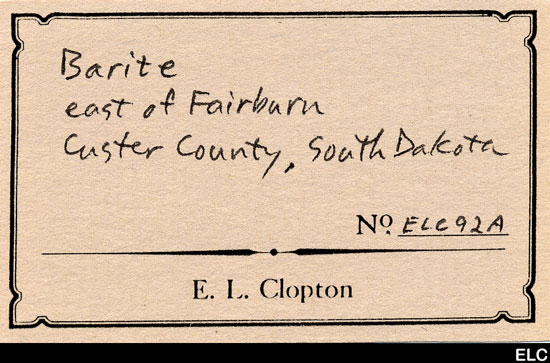 Barite
east of Fairburn
Custer County, South Dakota
No. ELC92A
E. L. Clopton
ELC